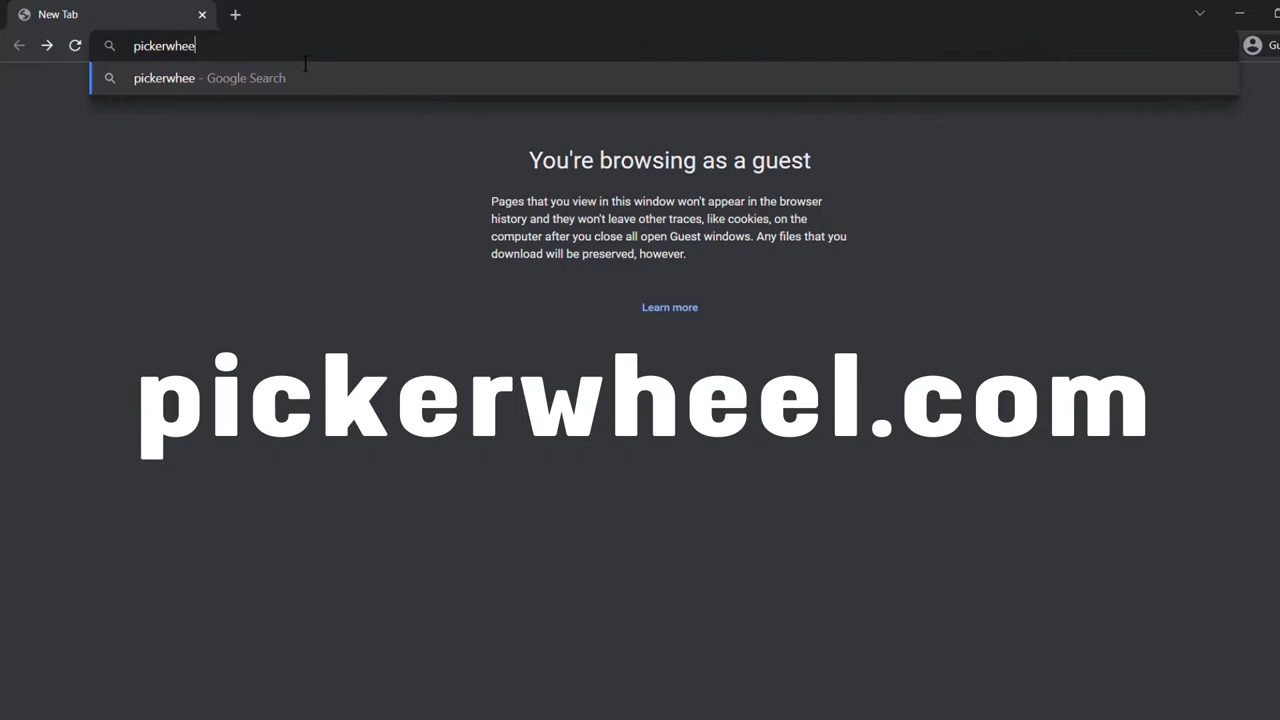 New Tab
pickerwhee
Gu
pickerwhee - Google Search
You're browsing as a guest
Pages that you view in this window won't appear in the browser
history and they won't leave other traces, like cookies, on the
computer after you close all open Guest windows. Any files that you
download will be preserved, however.
Learn more
pickerwheel.com